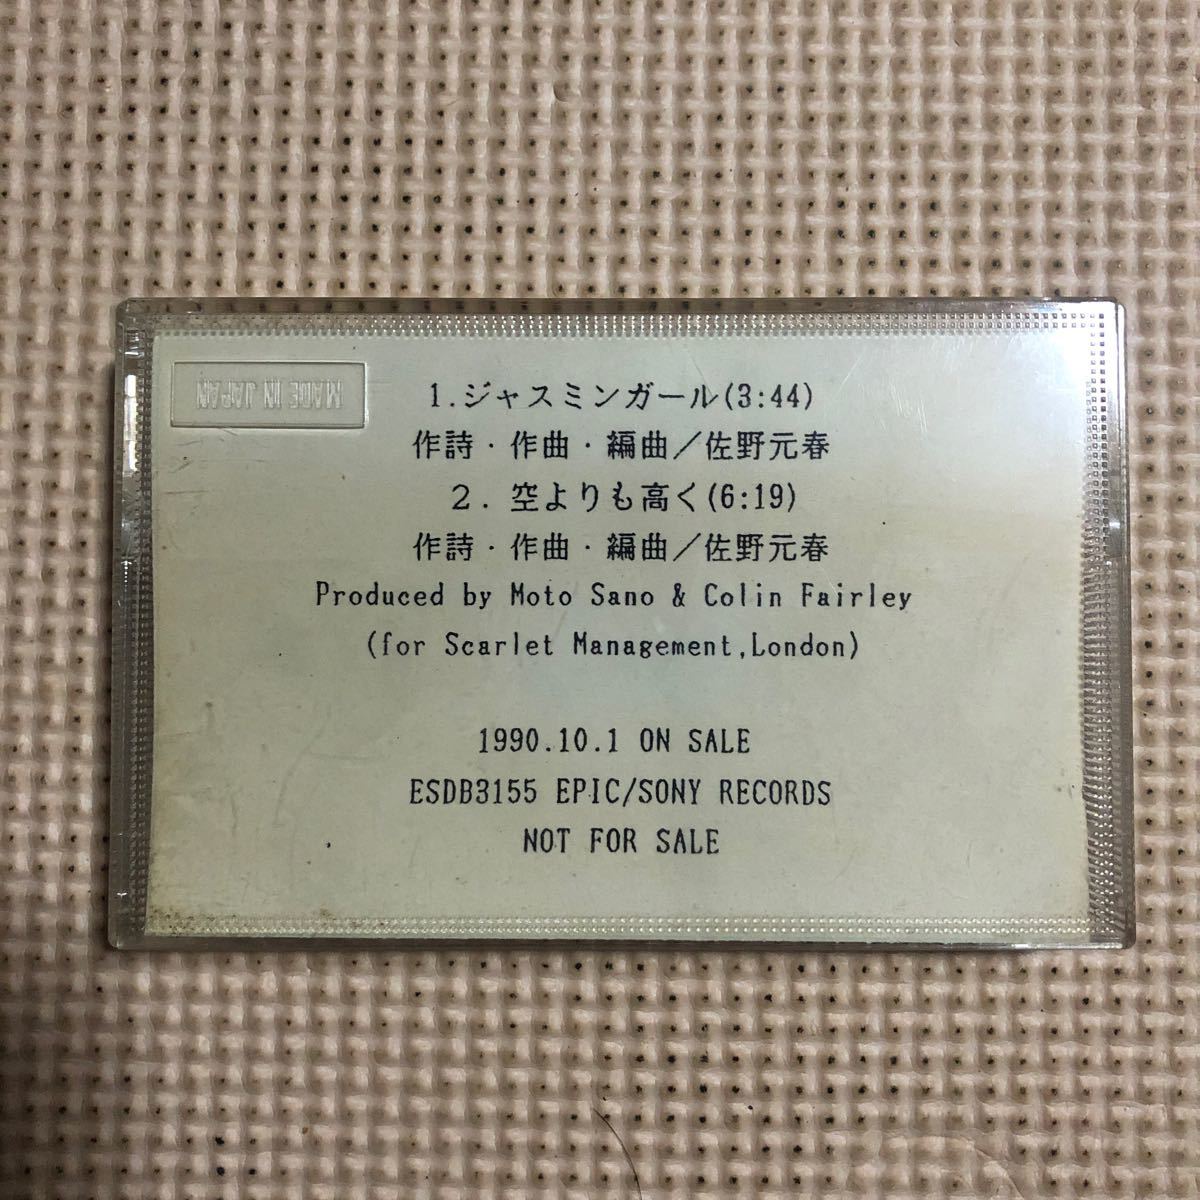 MADE IN JAPAN
1.ジャスミンガール(3:44)
作詩・作曲・編曲／佐野元春
２．空よりも高く(6:19)
作詩・作曲・編曲／佐野元春
Produced by Moto Sano & Colin Fairley
(for Scarlet Management,London)
1990.10.1 ON SALE
ESDB3155 EPIC/SONY RECORDS
NOT FOR SALE